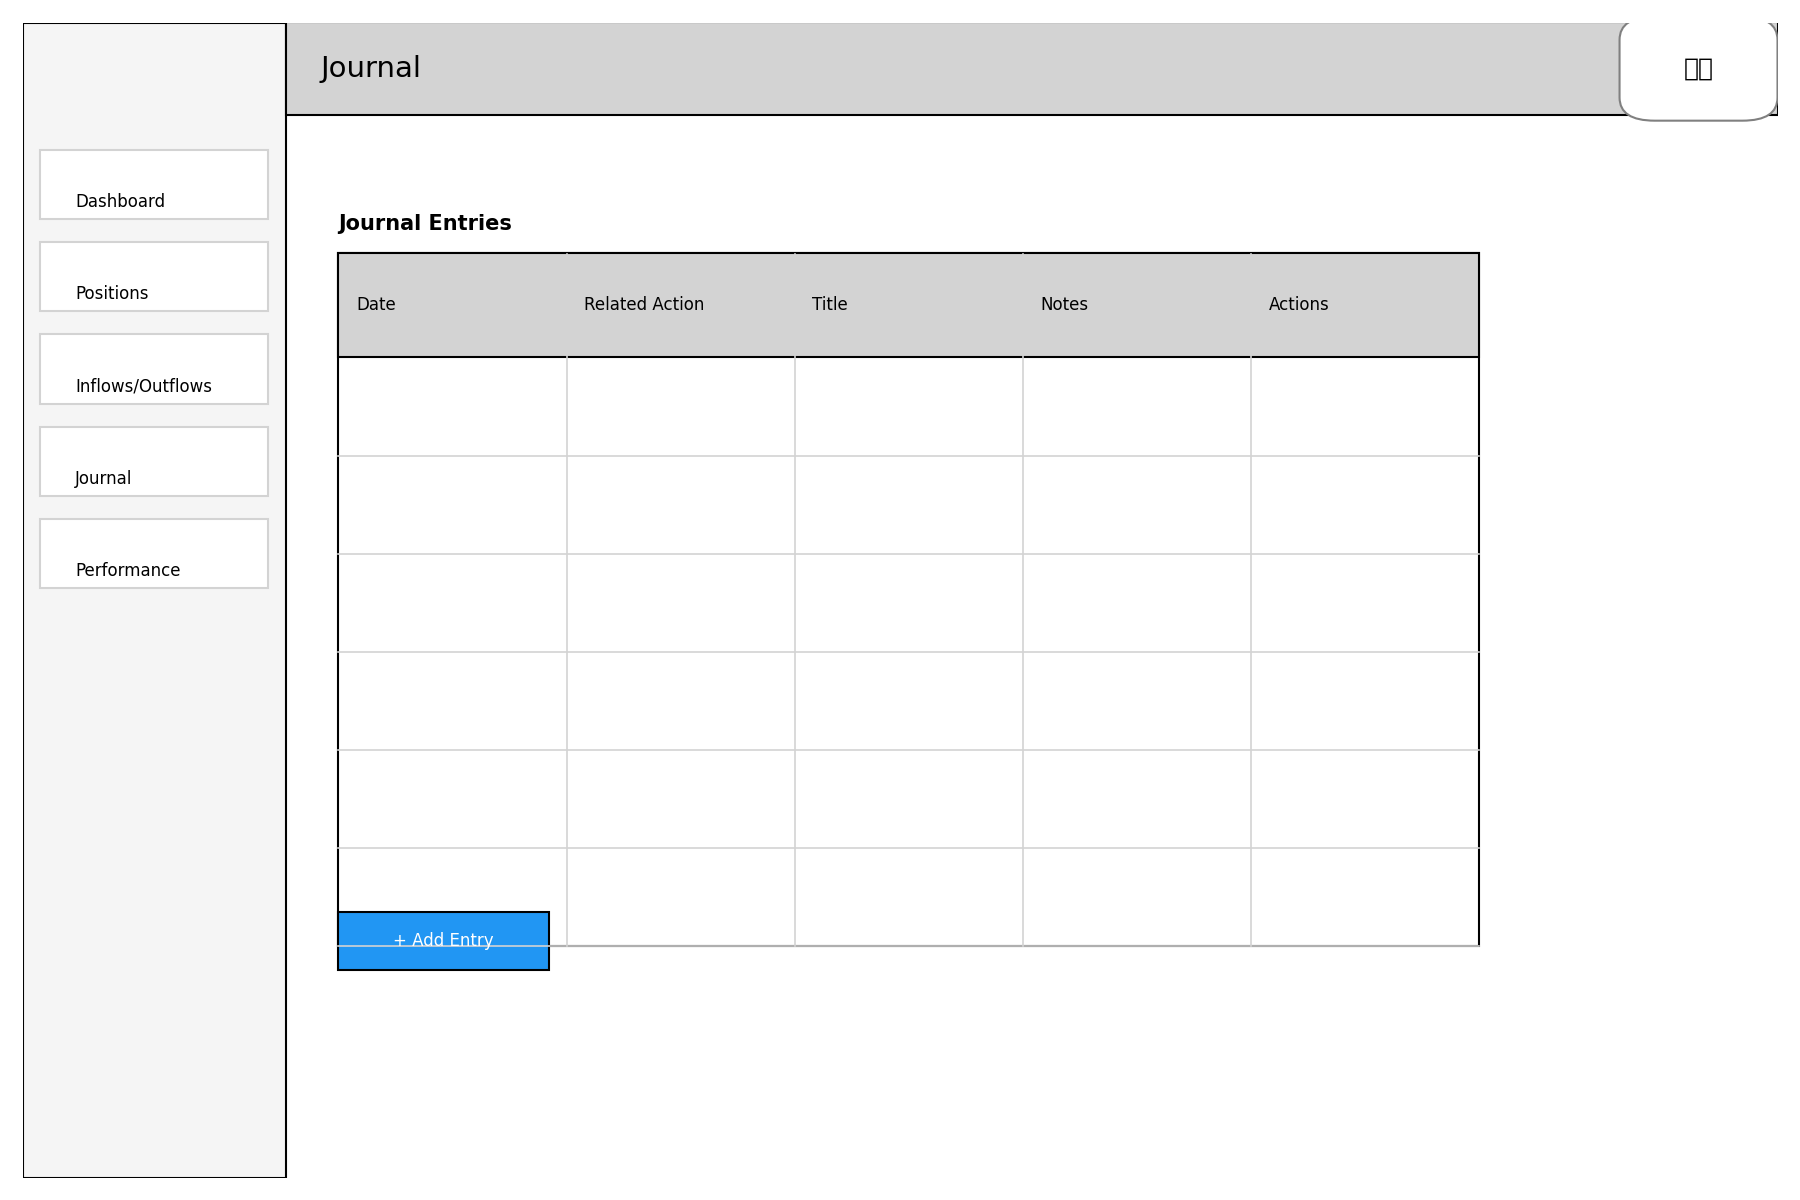 Journal
Dashboard
Positions
Inflows/Outflows
Journal
Performance
Journal Entries
Date Related Action Title Notes Actions
+ Add Entry